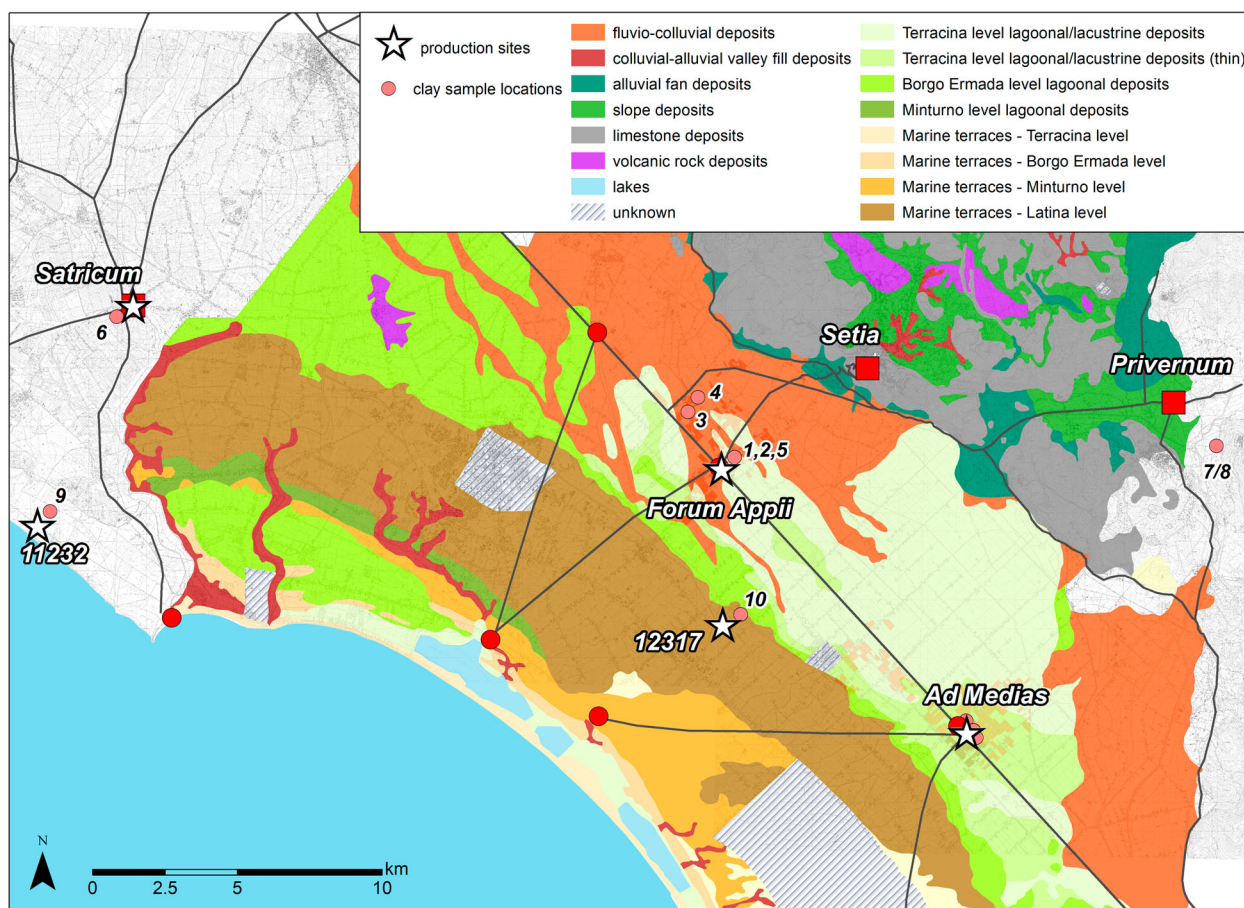 production sites
clay sample locations
fluvio-colluvial deposits
colluvial-alluvial valley fill deposits
alluvial fan deposits
slope deposits
limestone deposits
volcanic rock deposits
lakes
unknown
Terracina level lagoonal/lacustrine deposits
Terracina level lagoonal/lacustrine deposits (thin)
Borgo Ermada level lagoonal deposits
Minturno level lagoonal deposits
Marine terraces - Terracina level
Marine terraces - Borgo Ermada level
Marine terraces - Minturno level
Marine terraces - Latina level
Satricum
6
Setia
Privernum
4
3
1,2,5
7/8
Forum Appii
9
11232
10
12317
Ad Medias
N
km
0 2.5 5 10